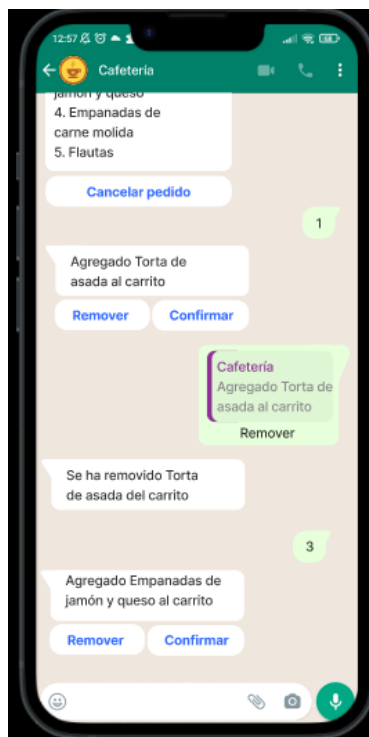 12:57
Cafetería
jamón y queso
4. Empanadas de
carne molida
5. Flautas
Cancelar pedido
1
Agregado Torta de
asada al carrito
Remover Confirmar
Cafetería
Agregado Torta de
asada al carrito
Remover
Se ha removido Torta
de asada del carrito
3
Agregado Empanadas de
jamón y queso al carrito
Remover Confirmar